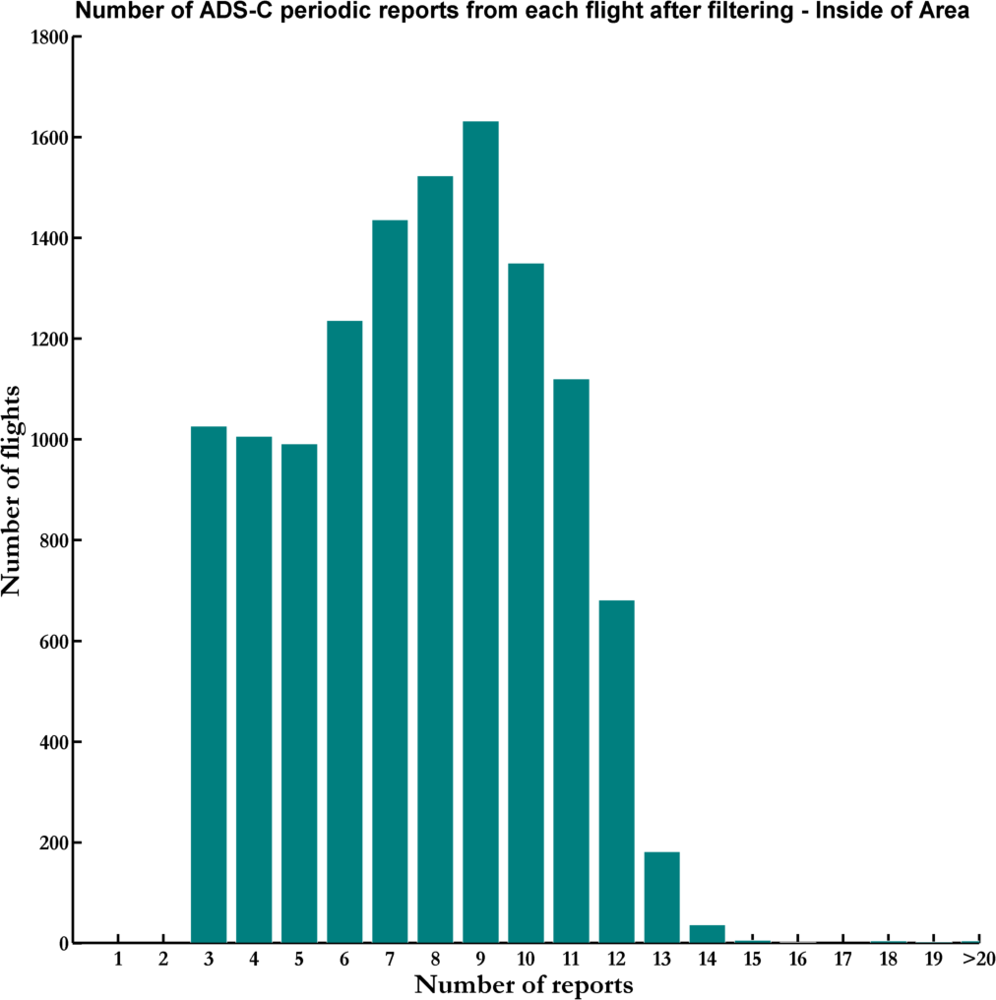 Number of ADS-C periodic reports from each flight after filtering - Inside of Area
Number of flights
1800
1600
1400
1200
1000
800
600
400
200
0
1 2 3 4 5 6 7 8 9 10 11 12 13 14 15 16 17 18 19 >20
Number of reports